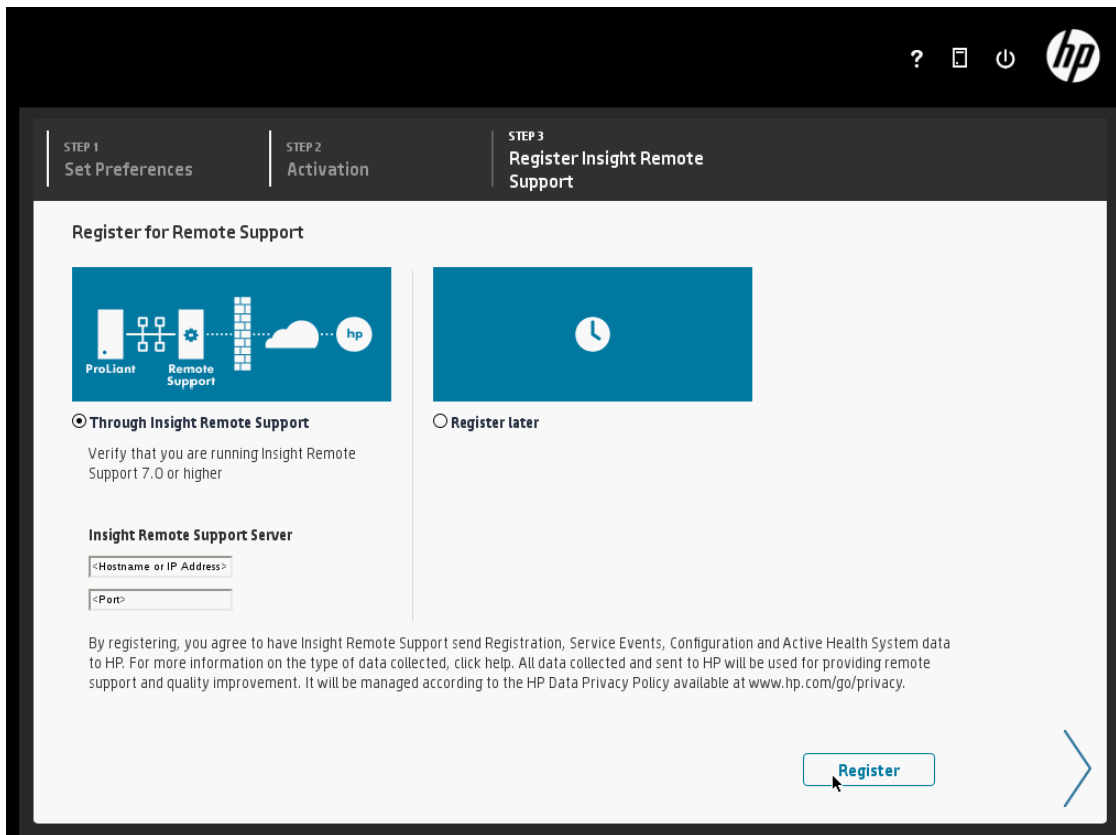 ?
hp
STEP 1
Set Preferences
STEP 2
Activation
STEP 3
Register Insight Remote
Support
Register for Remote Support
ProLiant
Remote
Support
hp
Through Insight Remote Support
Verify that you are running Insight Remote
Support 7.0 or higher
Insight Remote Support Server
<Hostname or IP Address>
<Port>
Register later
By registering, you agree to have Insight Remote Support send Registration, Service Events, Configuration and Active Health System data
to HP. For more information on the type of data collected, click help. All data collected and sent to HP will be used for providing remote
support and quality improvement. It will be managed according to the HP Data Privacy Policy available at www.hp.com/go/privacy.
Register